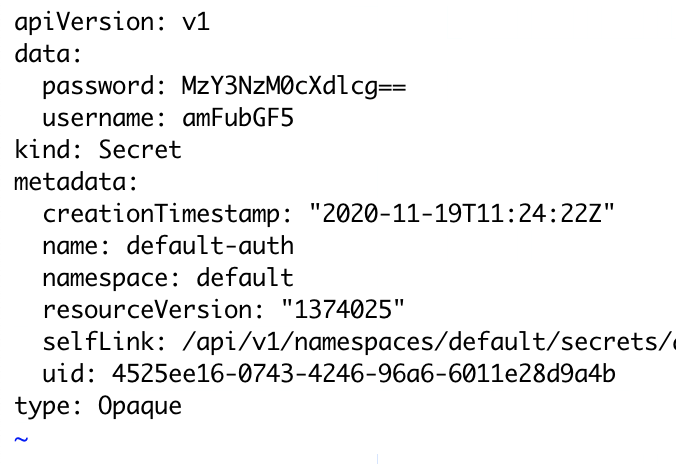 apiVersion: v1
data:
  password: MzY3NzM0cXdlcg==
  username: amFubGF5
kind: Secret
metadata:
  creationTimestamp: "2020-11-19T11:24:22Z"
  name: default-auth
  namespace: default
  resourceVersion: "1374025"
  selfLink: /api/v1/namespaces/default/secrets/
  uid: 4525ee16-0743-4246-96a6-6011e28d9a4b
type: Opaque
~